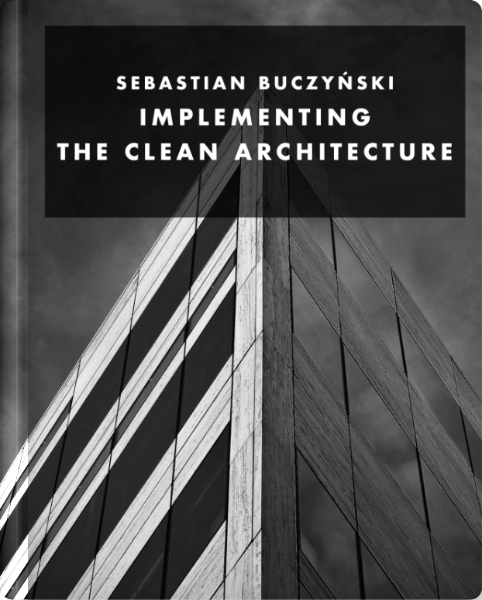 SEBASTIAN BUCZYŃSKI
IMPLEMENTING
THE CLEAN ARCHITECTURE